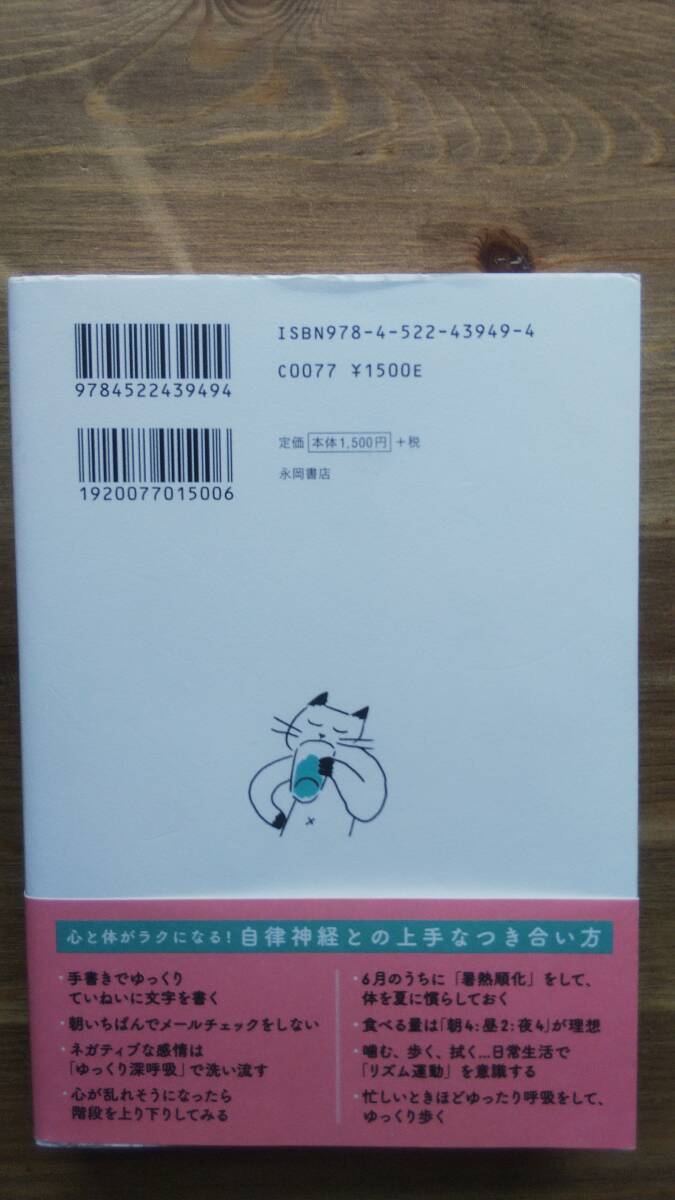 ISBN978-4-522-43949-4
9784522439494
C0077 ¥1500E
定価 本体1,500円 +税
1920077015006
永岡書店
心と体がラクになる! 自律神経との上手なつき合い方
・手書きでゆっくり
ていねいに文字を書く
・朝いちばんでメールチェックをしない
・ネガティブな感情は
「ゆっくり深呼吸」で洗い流す
・心が乱れそうになったら
階段を上り下りしてみる
・6月のうちに「暑熱順化」をして、
体を夏に慣らしておく
・食べる量は「朝4:昼2:夜4」が理想
・噛む、歩く、拭く...日常生活で
「リズム運動」を意識する
・忙しいときほどゆったり呼吸をして、
ゆっくり歩く